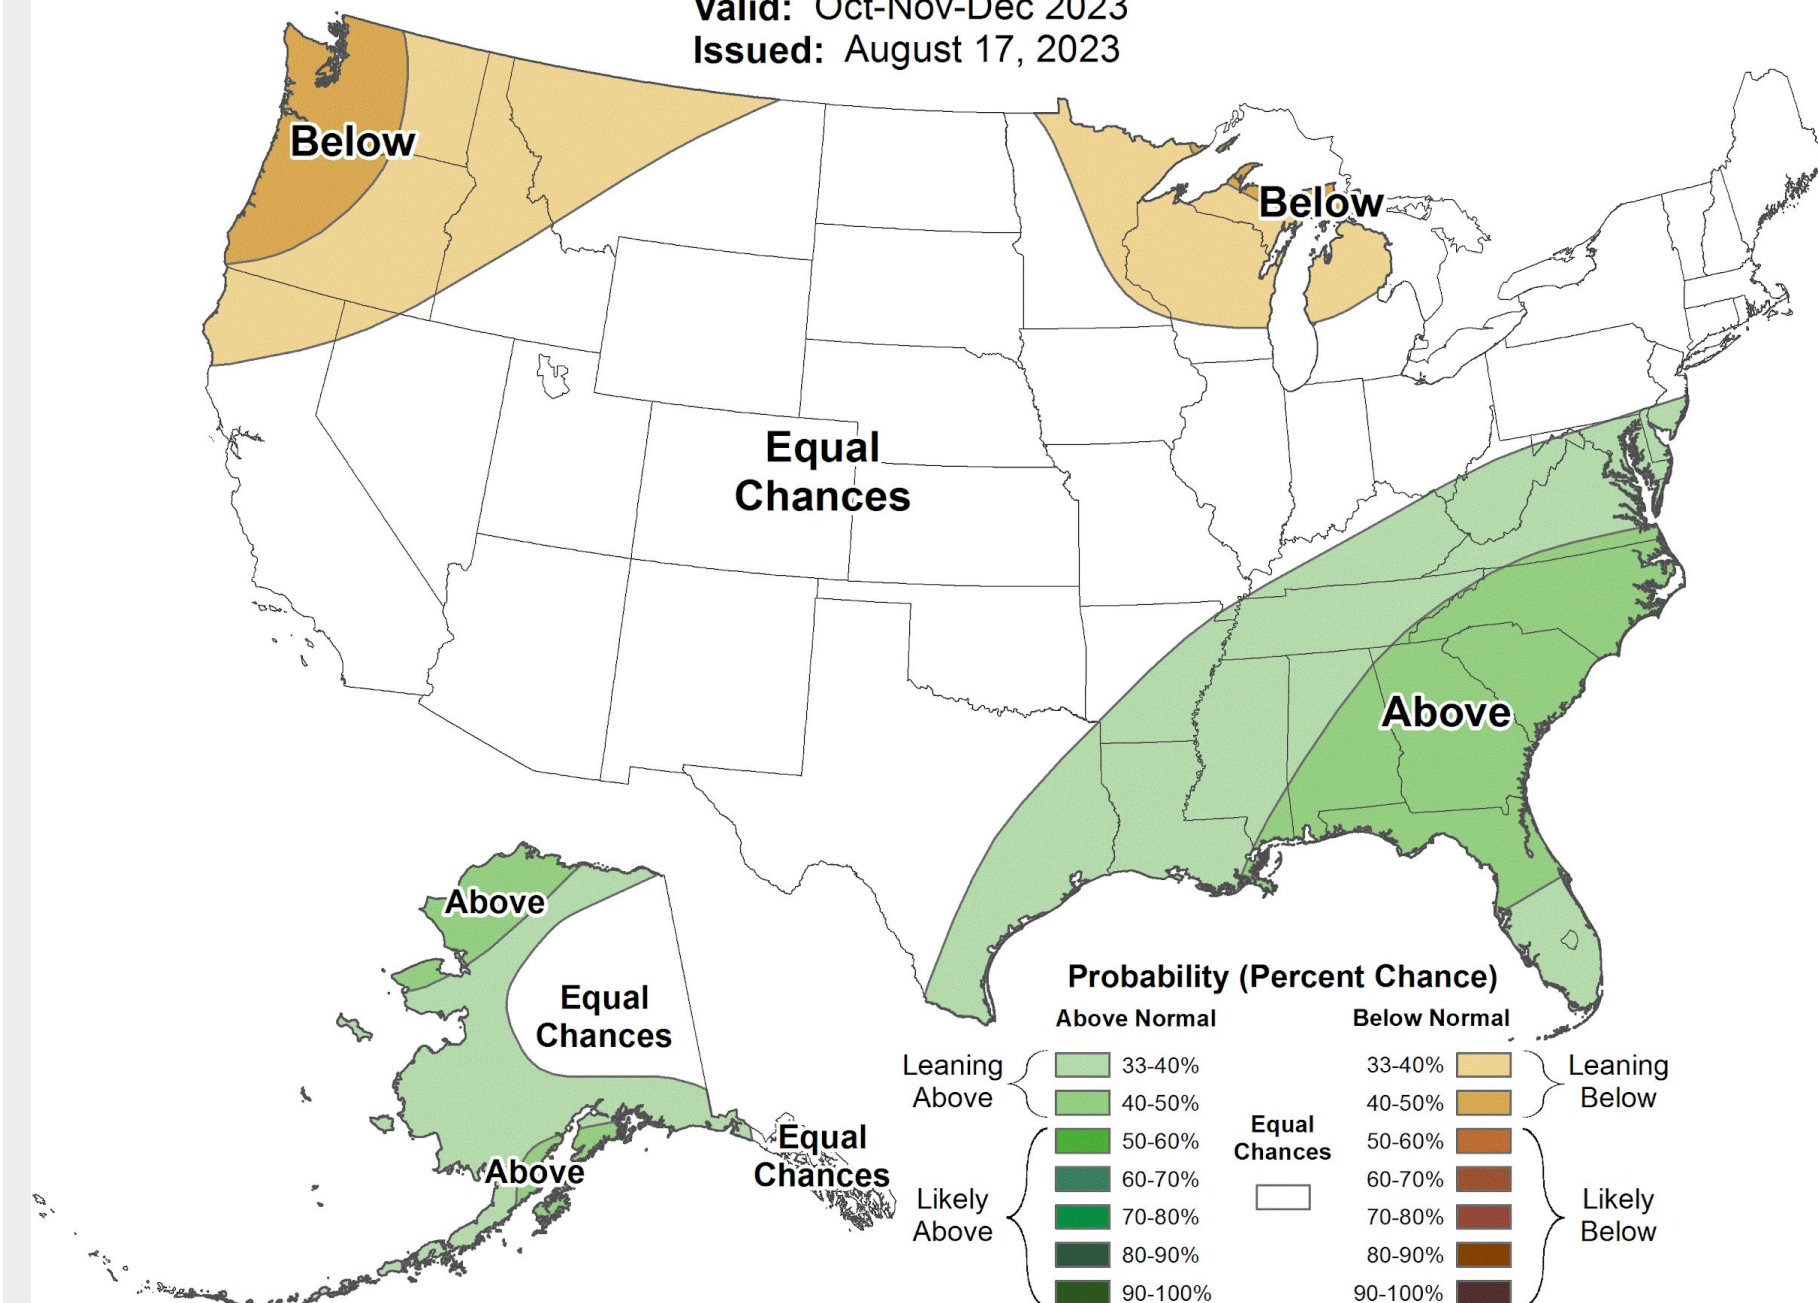 Valid: Oct-Nov-Dec 2023
Issued: August 17, 2023
Below
Below
Equal
Chances
Above
Above
Equal
Chances
Above
Equal
Chances
Probability (Percent Chance)
Above Normal
Below Normal
Leaning
Above
33-40%
40-50%
Likely
Above
50-60%
60-70%
70-80%
80-90%
90-100%
Equal
Chances
33-40%
40-50%
Leaning
Below
50-60%
60-70%
70-80%
80-90%
90-100%
Likely
Below